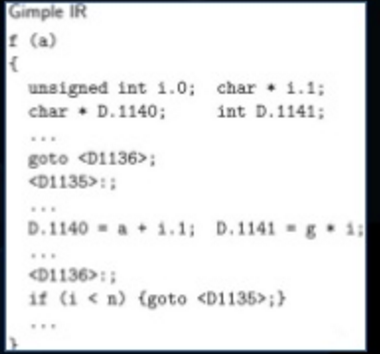 Gimple IR
f (a)
{
unsigned int i.0; char * i.1;
char * D.1140; int D.1141;
...
goto <D1136>;
<D1135>:;
...
D.1140 = a + i.1; D.1141 = g * i;
...
<D1136>:;
if (i < n) {goto <D1135>;}
...
}